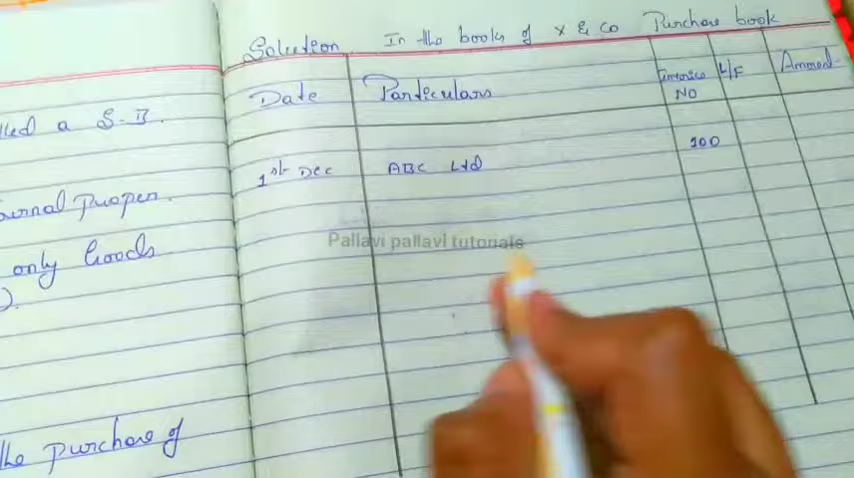 lled a S.B.
ournal Proper.
only Goods
).
the purchase of
Solution In the books of X & Co Purchase book
Date Particulars Invoice NO L/F Amount
1st Dec ABC Ltd 100
Pallavi pallavi tutorials